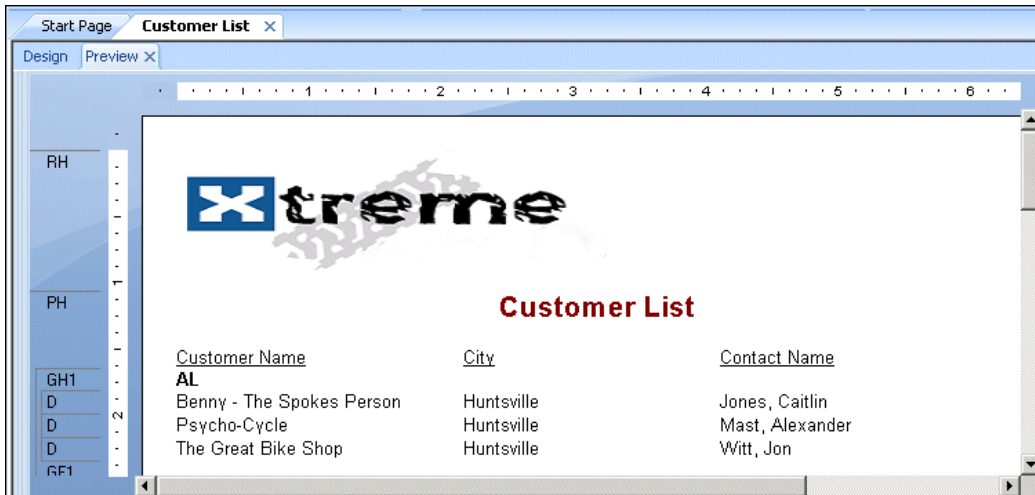 Start Page Customer List
Design Preview
1 2 3 4 5 6
RH
Xtreme
1
PH
Customer List
Customer Name City Contact Name
GH1
AL
D
Benny - The Spokes Person Huntsville Jones, Caitlin
D
2
Psycho-Cycle Huntsville Mast, Alexander
D
The Great Bike Shop Huntsville Witt, Jon
GF1